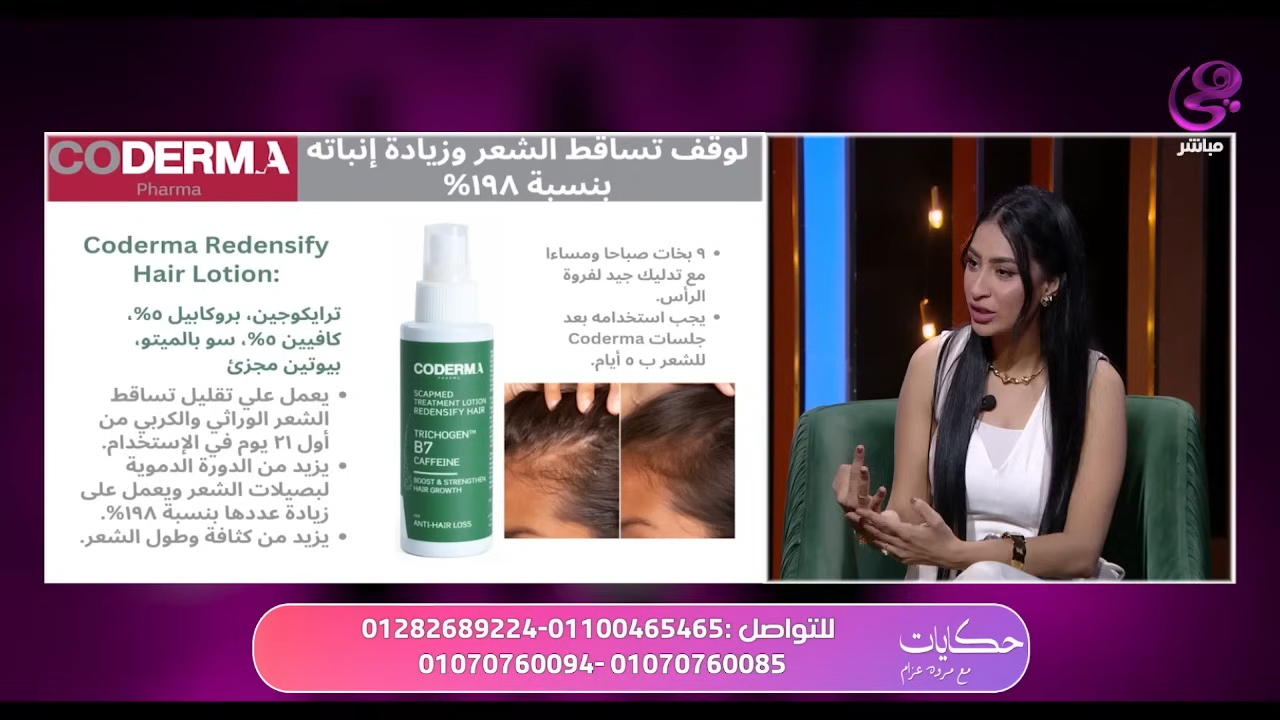 مباشر
CODERMA
Pharma
لوقف تساقط الشعر وزيادة إنباته
بنسبة ١٩٨%
Coderma Redensify
Hair Lotion:
ترايكوجين، بروكابيل ٥%،
كافيين ٥%، سو بالميتو،
بيوتين مجزئ
• يعمل علي تقليل تساقط
الشعر الوراثي والكربي من
أول ٢١ يوم في الإستخدام.
• يزيد من الدورة الدموية
لبصيلات الشعر ويعمل على
زيادة عددها بنسبة ١٩٨%.
• يزيد من كثافة وطول الشعر.
CODERMA
PHARMA
SCAPMED
TREATMENT LOTION
REDENSIFY HAIR
TRICHOGEN™
B7
CAFFEINE
BOOST & STRENGTHEN
HAIR GROWTH
ANTI-HAIR LOSS
• ٩ بخات صباحا ومساءا
مع تدليك جيد لفروة
الرأس.
• يجب استخدامه بعد
جلسات Coderma
للشعر ب ٥ أيام.
للتواصل :01100465465-01282689224
01070760085 -01070760094
حكايات
مع مروه عزام